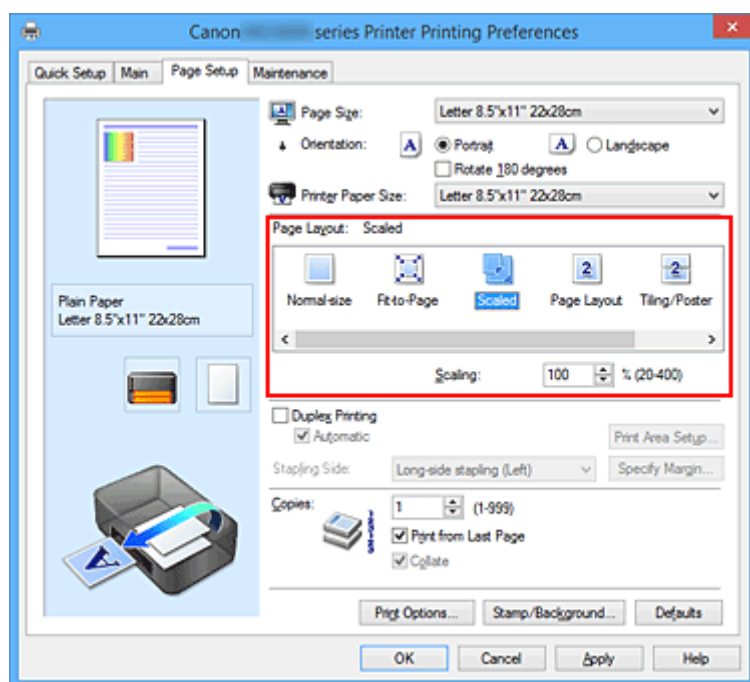 Canon series Printer Printing Preferences
Quick Setup Main Page Setup Maintenance
Page Size: Letter 8.5"x11" 22x28cm
Orientation: A Portrait A Landscape
Rotate 180 degrees
Printer Paper Size: Letter 8.5"x11" 22x28cm
Page Layout: Scaled
Normal-size Fit-to-Page Scaled 2 Page Layout 2 Tiling/Poster
Scaling: 100 % (20-400)
Plain Paper
Letter 8.5"x11" 22x28cm
Duplex Printing
Automatic
Print Area Setup...
Stapling Side: Long-side stapling (Left) Specify Margin...
Copies: 1 (1-999)
Print from Last Page
Collate
A
Print Options... Stamp/Background... Defaults
OK Cancel Apply Help